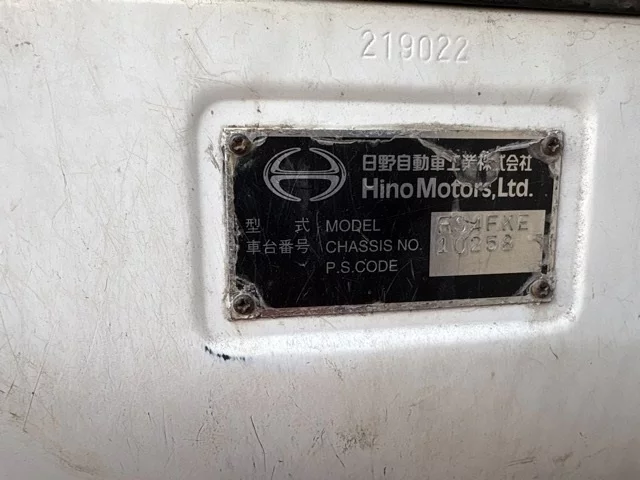 219022
日野自動車工業株式会社
Hino Motors, Ltd.
型 式 MODEL
車台番号 CHASSIS NO. 10258
P.S.CODE